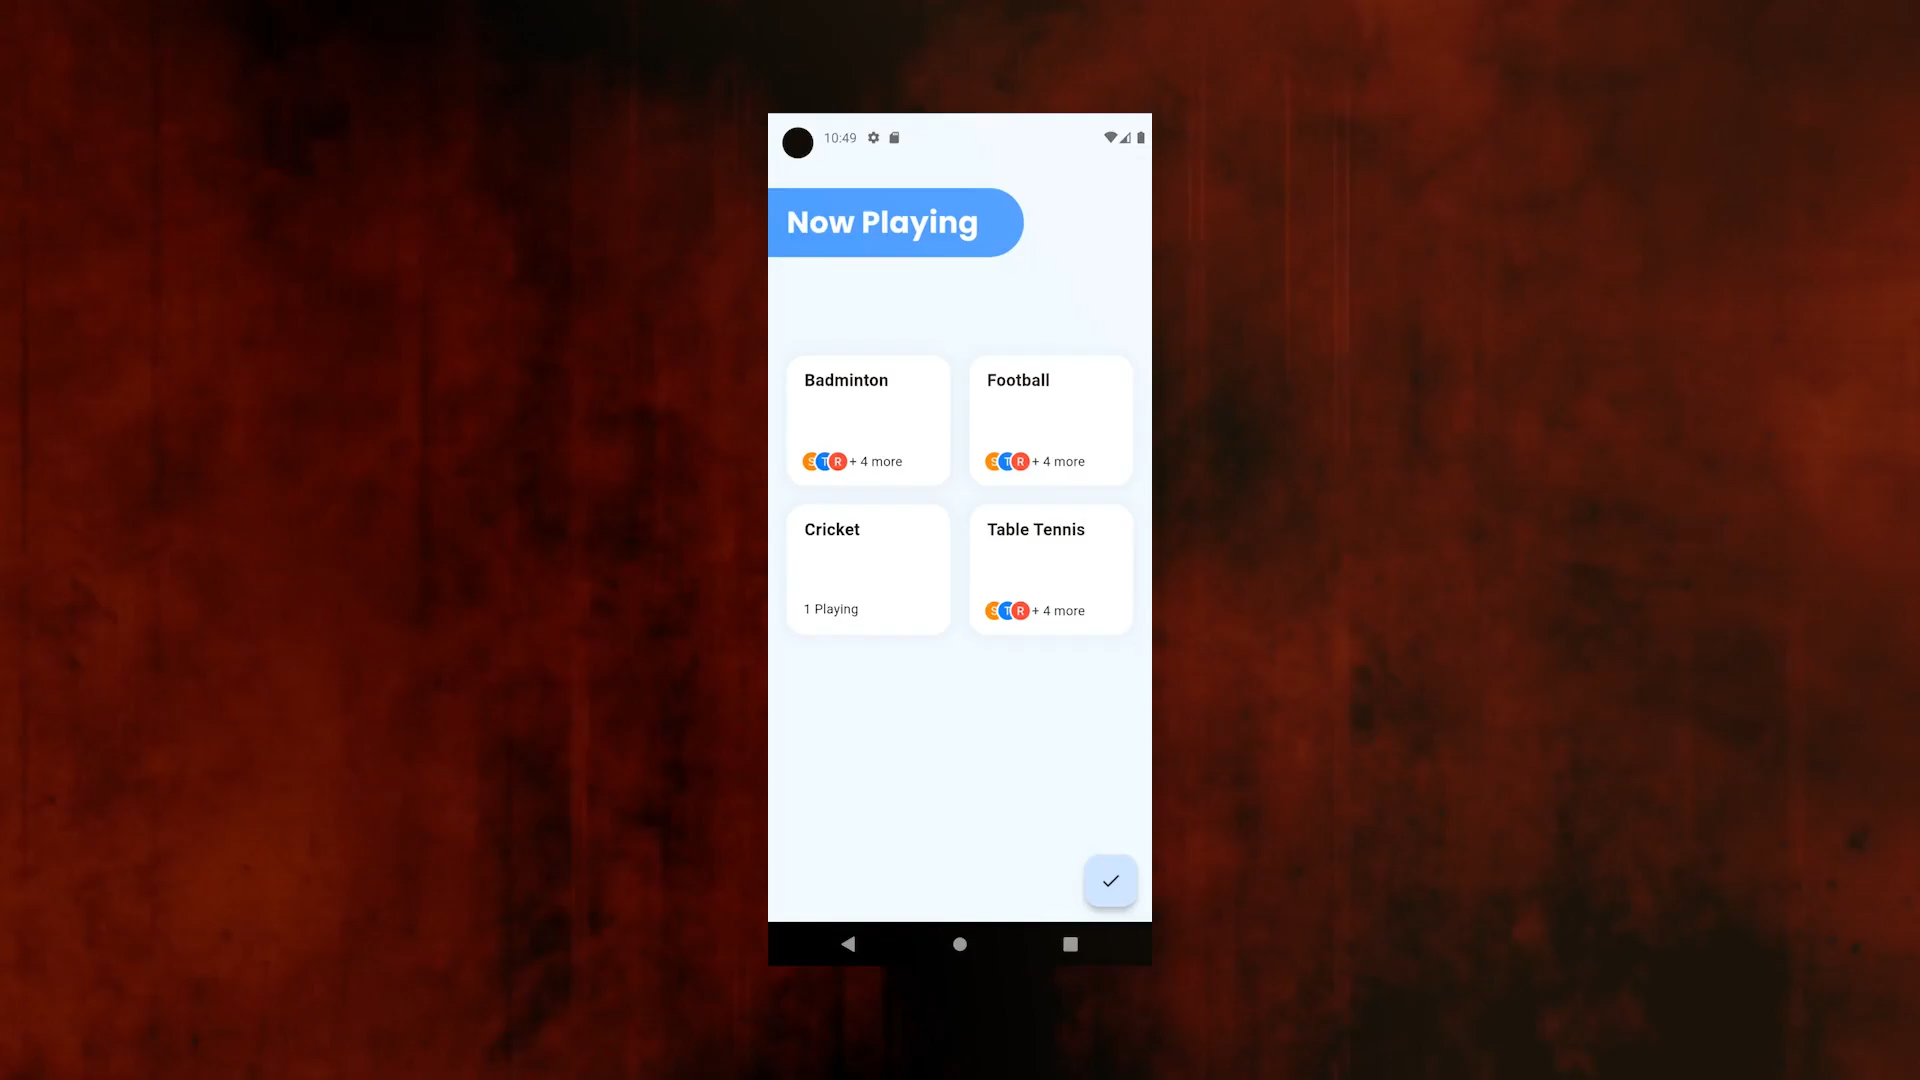 10:49
Now Playing
Badminton
Football
S T R + 4 more
S T R + 4 more
Cricket
Table Tennis
1 Playing
S T R + 4 more